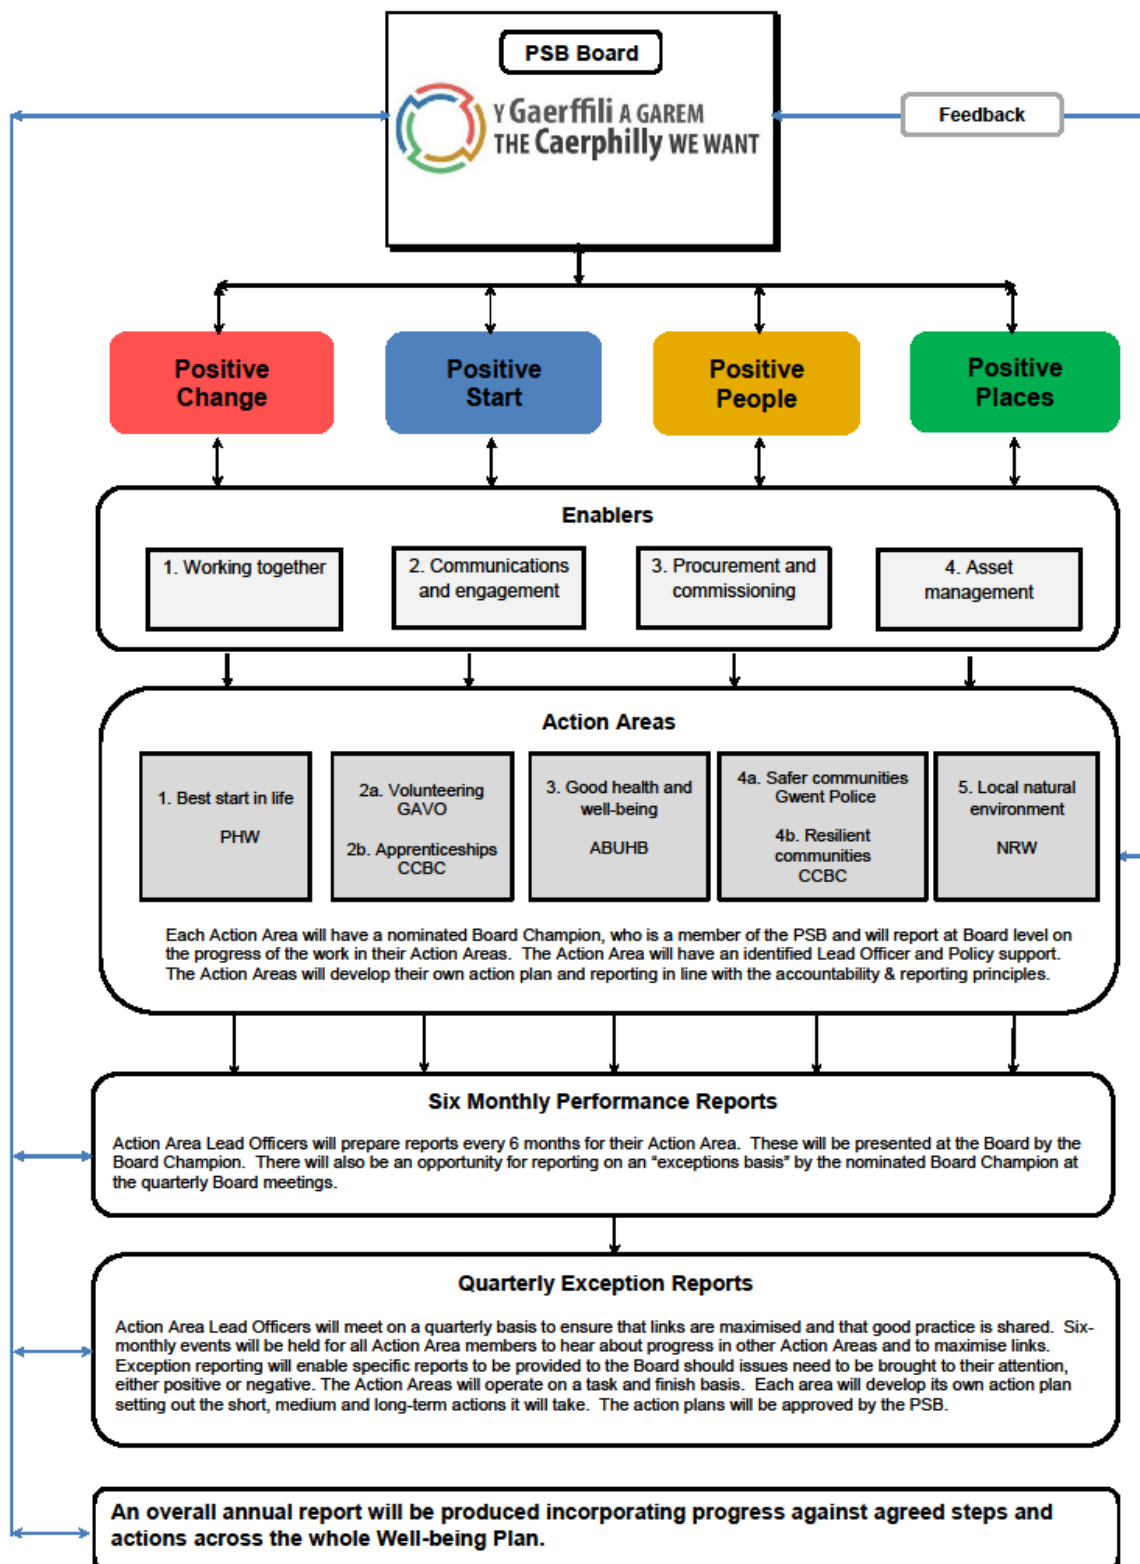 PSB Board
Y Gaerffili A GAREM
THE Caerphilly WE WANT
Feedback
Positive
Change
Positive
Start
Positive
People
Positive
Places
Enablers
1. Working together
2. Communications
and engagement
3. Procurement and
commissioning
4. Asset
management
Action Areas
1. Best start in life
PHW
2a. Volunteering
GAVO
2b. Apprenticeships
CCBC
3. Good health and
well-being
ABUHB
4a. Safer communities
Gwent Police
4b. Resilient
communities
CCBC
5. Local natural
environment
NRW
Each Action Area will have a nominated Board Champion, who is a member of the PSB and will report at Board level on
the progress of the work in their Action Areas. The Action Area will have an identified Lead Officer and Policy support.
The Action Areas will develop their own action plan and reporting in line with the accountability & reporting principles.
Six Monthly Performance Reports
Action Area Lead Officers will prepare reports every 6 months for their Action Area. These will be presented at the Board by the
Board Champion. There will also be an opportunity for reporting on an “exceptions basis” by the nominated Board Champion at
the quarterly Board meetings.
Quarterly Exception Reports
Action Area Lead Officers will meet on a quarterly basis to ensure that links are maximised and that good practice is shared. Six-
monthly events will be held for all Action Area members to hear about progress in other Action Areas and to maximise links.
Exception reporting will enable specific reports to be provided to the Board should issues need to be brought to their attention,
either positive or negative. The Action Areas will operate on a task and finish basis. Each area will develop its own action plan
setting out the short, medium and long-term actions it will take. The action plans will be approved by the PSB.
An overall annual report will be produced incorporating progress against agreed steps and
actions across the whole Well-being Plan.